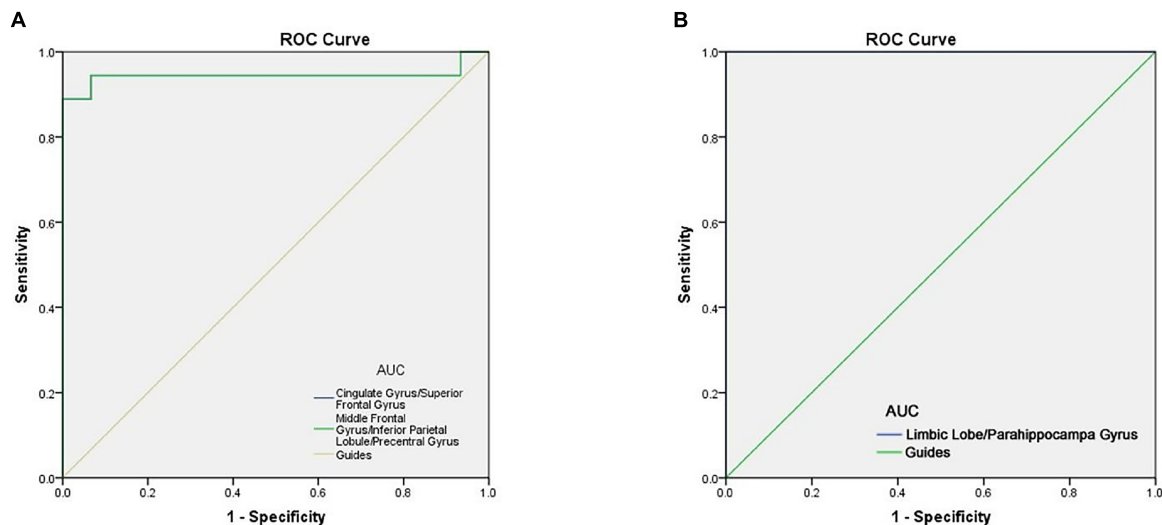 A
ROC Curve
1.0
0.8
0.6
0.4
0.2
0.0
Sensitivity
0.0 0.2 0.4 0.6 0.8 1.0
1 - Specificity
AUC
Cingulate Gyrus/Superior
Frontal Gyrus
Middle Frontal
Gyrus/Inferior Parietal
Lobule/Precentral Gyrus
Guides
B
ROC Curve
1.0
0.8
0.6
0.4
0.2
0.0
Sensitivity
0.0 0.2 0.4 0.6 0.8 1.0
1 - Specificity
AUC
Limbic Lobe/Parahippocampa Gyrus
Guides